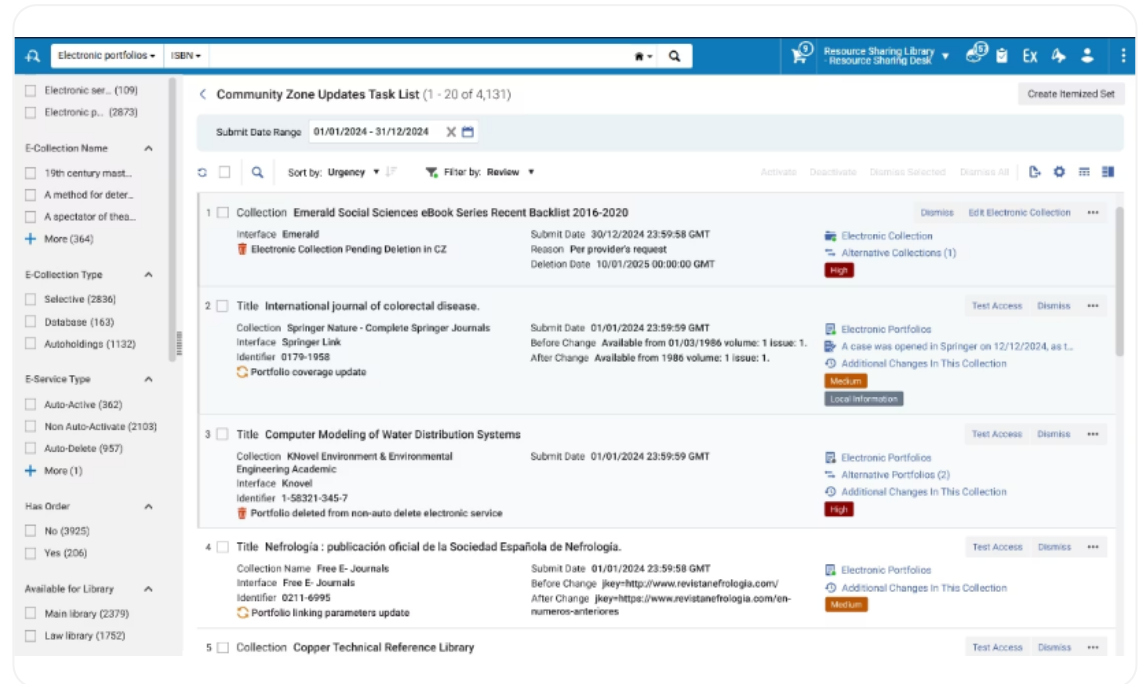 Electronic portfolios ISBN
9
Resource Sharing Library
- Resource Sharing Desk
Ex
Electronic ser... (109)
Electronic p... (2873)
E-Collection Name
19th century mast...
A method for deter...
A spectator of thea...
More (364)
E-Collection Type
Selective (2836)
Database (163)
Autoholdings (1132)
E-Service Type
Auto-Active (362)
Non Auto-Activate (2103)
Auto-Delete (957)
More (1)
Has Order
No (3925)
Yes (206)
Available for Library
Main library (2379)
Law library (1752)
Community Zone Updates Task List (1 - 20 of 4,131)
Create Itemized Set
Submit Date Range 01/01/2024 - 31/12/2024
Sort by: Urgency Filter by: Review
Activate Deactivate Dismiss Selected Dismiss All
1 Collection Emerald Social Sciences eBook Series Recent Backlist 2016-2020
Dismiss Edit Electronic Collection
Interface Emerald
Electronic Collection Pending Deletion in CZ
Submit Date 30/12/2024 23:59:58 GMT
Reason Per provider's request
Deletion Date 10/01/2025 00:00:00 GMT
Electronic Collection
Alternative Collections (1)
High
2 Title International journal of colorectal disease.
Test Access Dismiss
Collection Springer Nature - Complete Springer Journals
Interface Springer Link
Identifier 0179-1958
Portfolio coverage update
Submit Date 01/01/2024 23:59:59 GMT
Before Change Available from 01/03/1986 volume: 1 issue: 1.
After Change Available from 1986 volume: 1 issue: 1.
Electronic Portfolios
A case was opened in Springer on 12/12/2024, as t...
Additional Changes In This Collection
Medium
Local Information
3 Title Computer Modeling of Water Distribution Systems
Test Access Dismiss
Collection KNovel Environment & Environmental
Engineering Academic
Interface Knovel
Identifier 1-58321-345-7
Portfolio deleted from non-auto delete electronic service
Submit Date 01/01/2024 23:59:59 GMT
Electronic Portfolios
Alternative Portfolios (2)
Additional Changes In This Collection
High
4 Title Nefrología : publicación oficial de la Sociedad Española de Nefrología.
Test Access Dismiss
Collection Name Free E- Journals
Interface Free E- Journals
Identifier 0211-6995
Portfolio linking parameters update
Submit Date 01/01/2024 23:59:58 GMT
Before Change jkey=http://www.revistanefrologia.com/
After Change jkey=https://www.revistanefrologia.com/en-
numeros-anteriores
Electronic Portfolios
Additional Changes In This Collection
Medium
5 Collection Copper Technical Reference Library
Test Access Dismiss